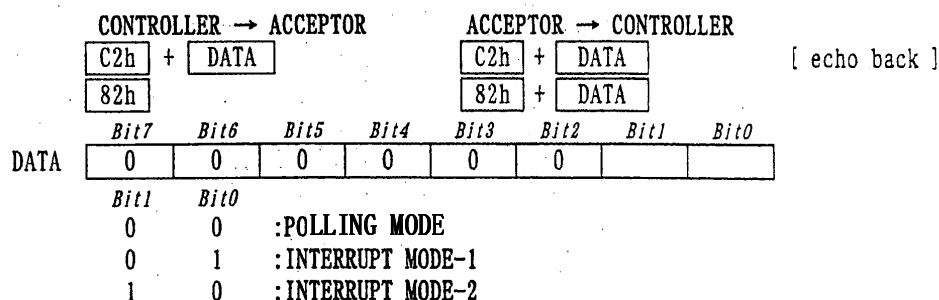 CONTROLLER → ACCEPTOR ACCEPTOR → CONTROLLER
C2h + DATA C2h + DATA [ echo back ]
82h 82h + DATA
Bit7 Bit6 Bit5 Bit4 Bit3 Bit2 Bit1 Bit0
DATA 0 0 0 0 0 0
Bit1 Bit0
0 0 :POLLING MODE
0 1 :INTERRUPT MODE-1
1 0 :INTERRUPT MODE-2